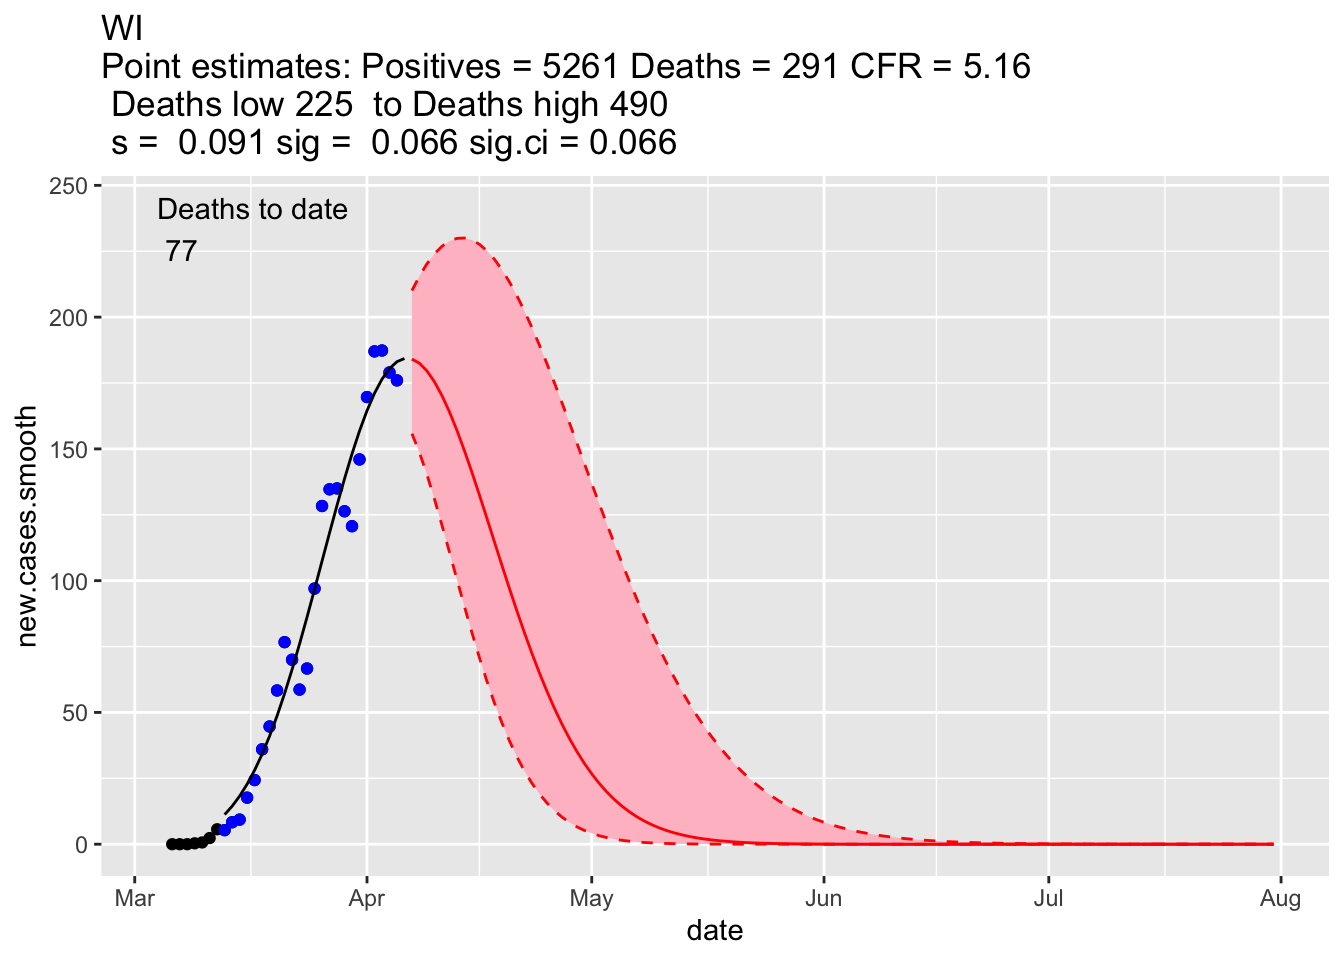 WI
Point estimates: Positives = 5261 Deaths = 291 CFR = 5.16
Deaths low 225  to Deaths high 490
s =  0.091 sig =  0.066 sig.ci = 0.066
250
Deaths to date
77
200
150
new.cases.smooth
100
50
0
Mar Apr May Jun Jul Aug
date